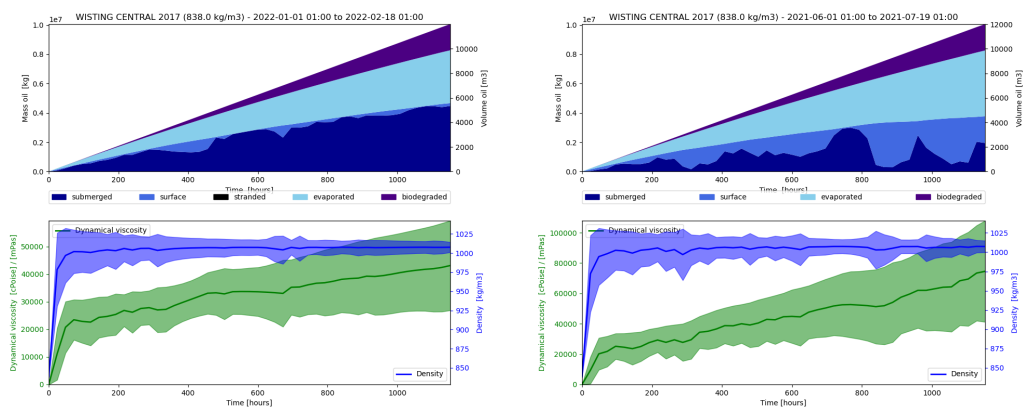 WISTING CENTRAL 2017 (838.0 kg/m3) - 2022-01-01 01:00 to 2022-02-18 01:00
1e7
1.0
0.8
0.6
0.4
0.2
0.0
Mass oil [kg]
10000
8000
6000
4000
2000
0
Volume oil [m3]
0 200 400 600 800 1000
Time [hours]
submerged surface stranded evaporated biodegraded
Dynamical viscosity
50000
40000
30000
20000
10000
0
Dynamical viscosity [cPoise] / [mPas]
1025
1000
975
950
925
900
875
850
Density [kg/m3]
Density
0 200 400 600 800 1000
Time [hours]
WISTING CENTRAL 2017 (838.0 kg/m3) - 2021-06-01 01:00 to 2021-07-19 01:00
1e7
1.0
0.8
0.6
0.4
0.2
0.0
Mass oil [kg]
12000
10000
8000
6000
4000
2000
0
Volume oil [m3]
0 200 400 600 800 1000
Time [hours]
submerged surface evaporated biodegraded
Dynamical viscosity
100000
80000
60000
40000
20000
0
Dynamical viscosity [cPoise] / [mPas]
1025
1000
975
950
925
900
875
850
Density [kg/m3]
Density
0 200 400 600 800 1000
Time [hours]